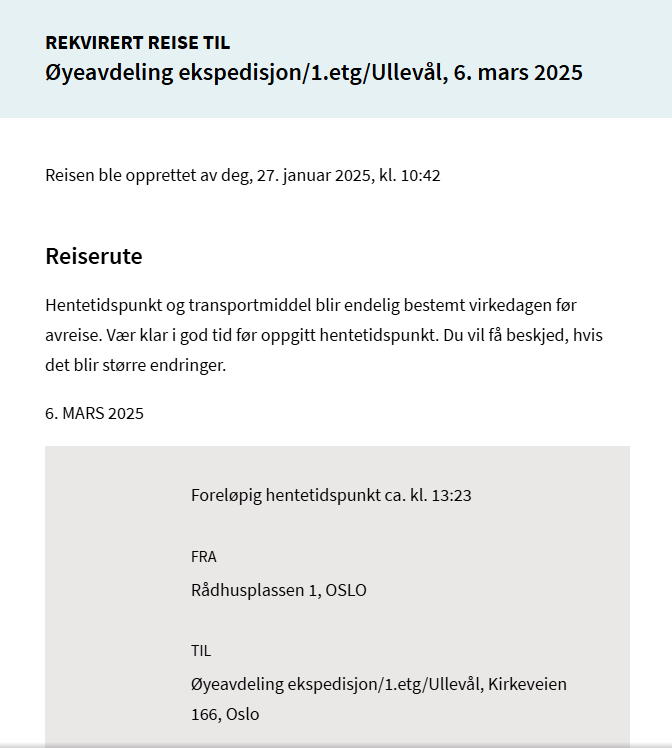 REKVIRERT REISE TIL
Øyeavdeling ekspedisjon/1.etg/Ullevål, 6. mars 2025
Reisen ble opprettet av deg, 27. januar 2025, kl. 10:42
Reiserute
Hentetidspunkt og transportmiddel blir endelig bestemt virkedagen før
avreise. Vær klar i god tid før oppgitt hentetidspunkt. Du vil få beskjed, hvis
det blir større endringer.
6. MARS 2025
Foreløpig hentetidspunkt ca. kl. 13:23
FRA
Rådhusplassen 1, OSLO
TIL
Øyeavdeling ekspedisjon/1.etg/Ullevål, Kirkeveien
166, Oslo